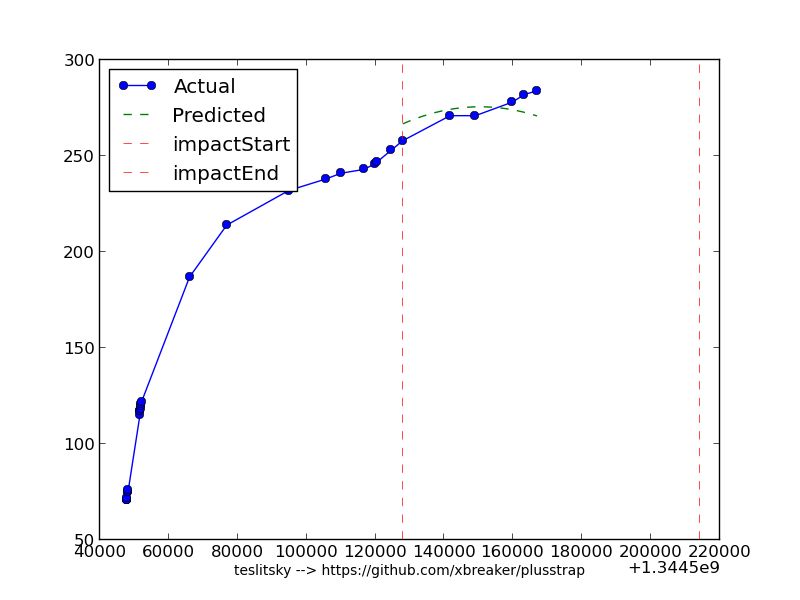 300
250
200
150
100
50
Actual
Predicted
impactStart
impactEnd
40000 60000 80000 100000 120000 140000 160000 180000 200000 220000
+1.3445e9
teslitsky --> https://github.com/xbreaker/plusstrap